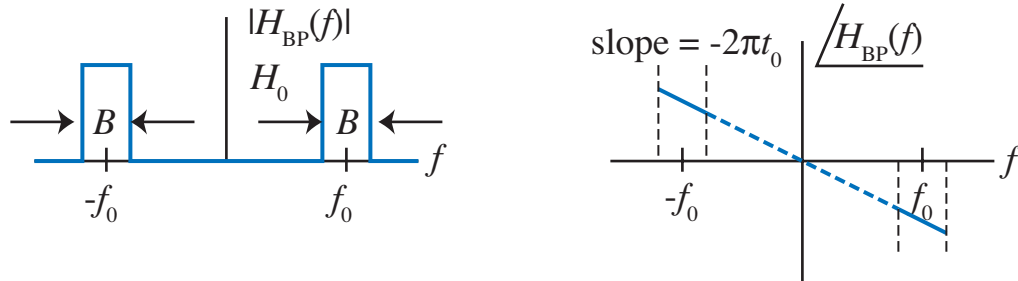 |H_BP(f)|
H_0
B
B
-f_0
f_0
f
slope = -2πt_0
/H_BP(f)
-f_0
f_0
f